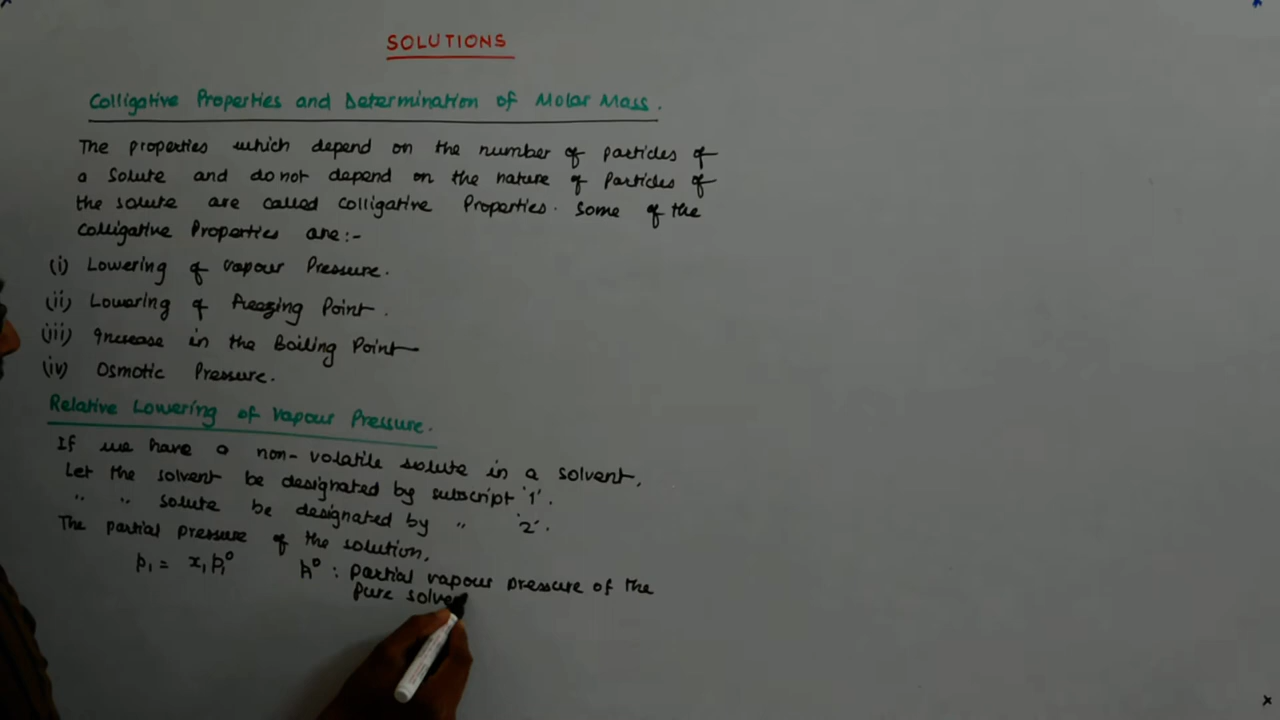 SOLUTIONS
Colligative Properties and Determination of Molar Mass.
The properties which depend on the number of particles of
a solute and do not depend on the nature of particles of
the solute are called colligative Properties. Some of the
colligative Properties are:-
(i) Lowering of vapour Pressure.
(ii) Lowering of freezing Point.
(iii) Increase in the Boiling Point
(iv) Osmotic Pressure.
Relative Lowering of Vapour Pressure.
If we have a non-volatile solute in a solvent,
Let the solvent be designated by subscript '1'.
" " solute be designated by " '2'.
The partial pressure of the solution,
p₁ = x₁p₁⁰ p⁰ : partial vapour pressure of the
pure solve